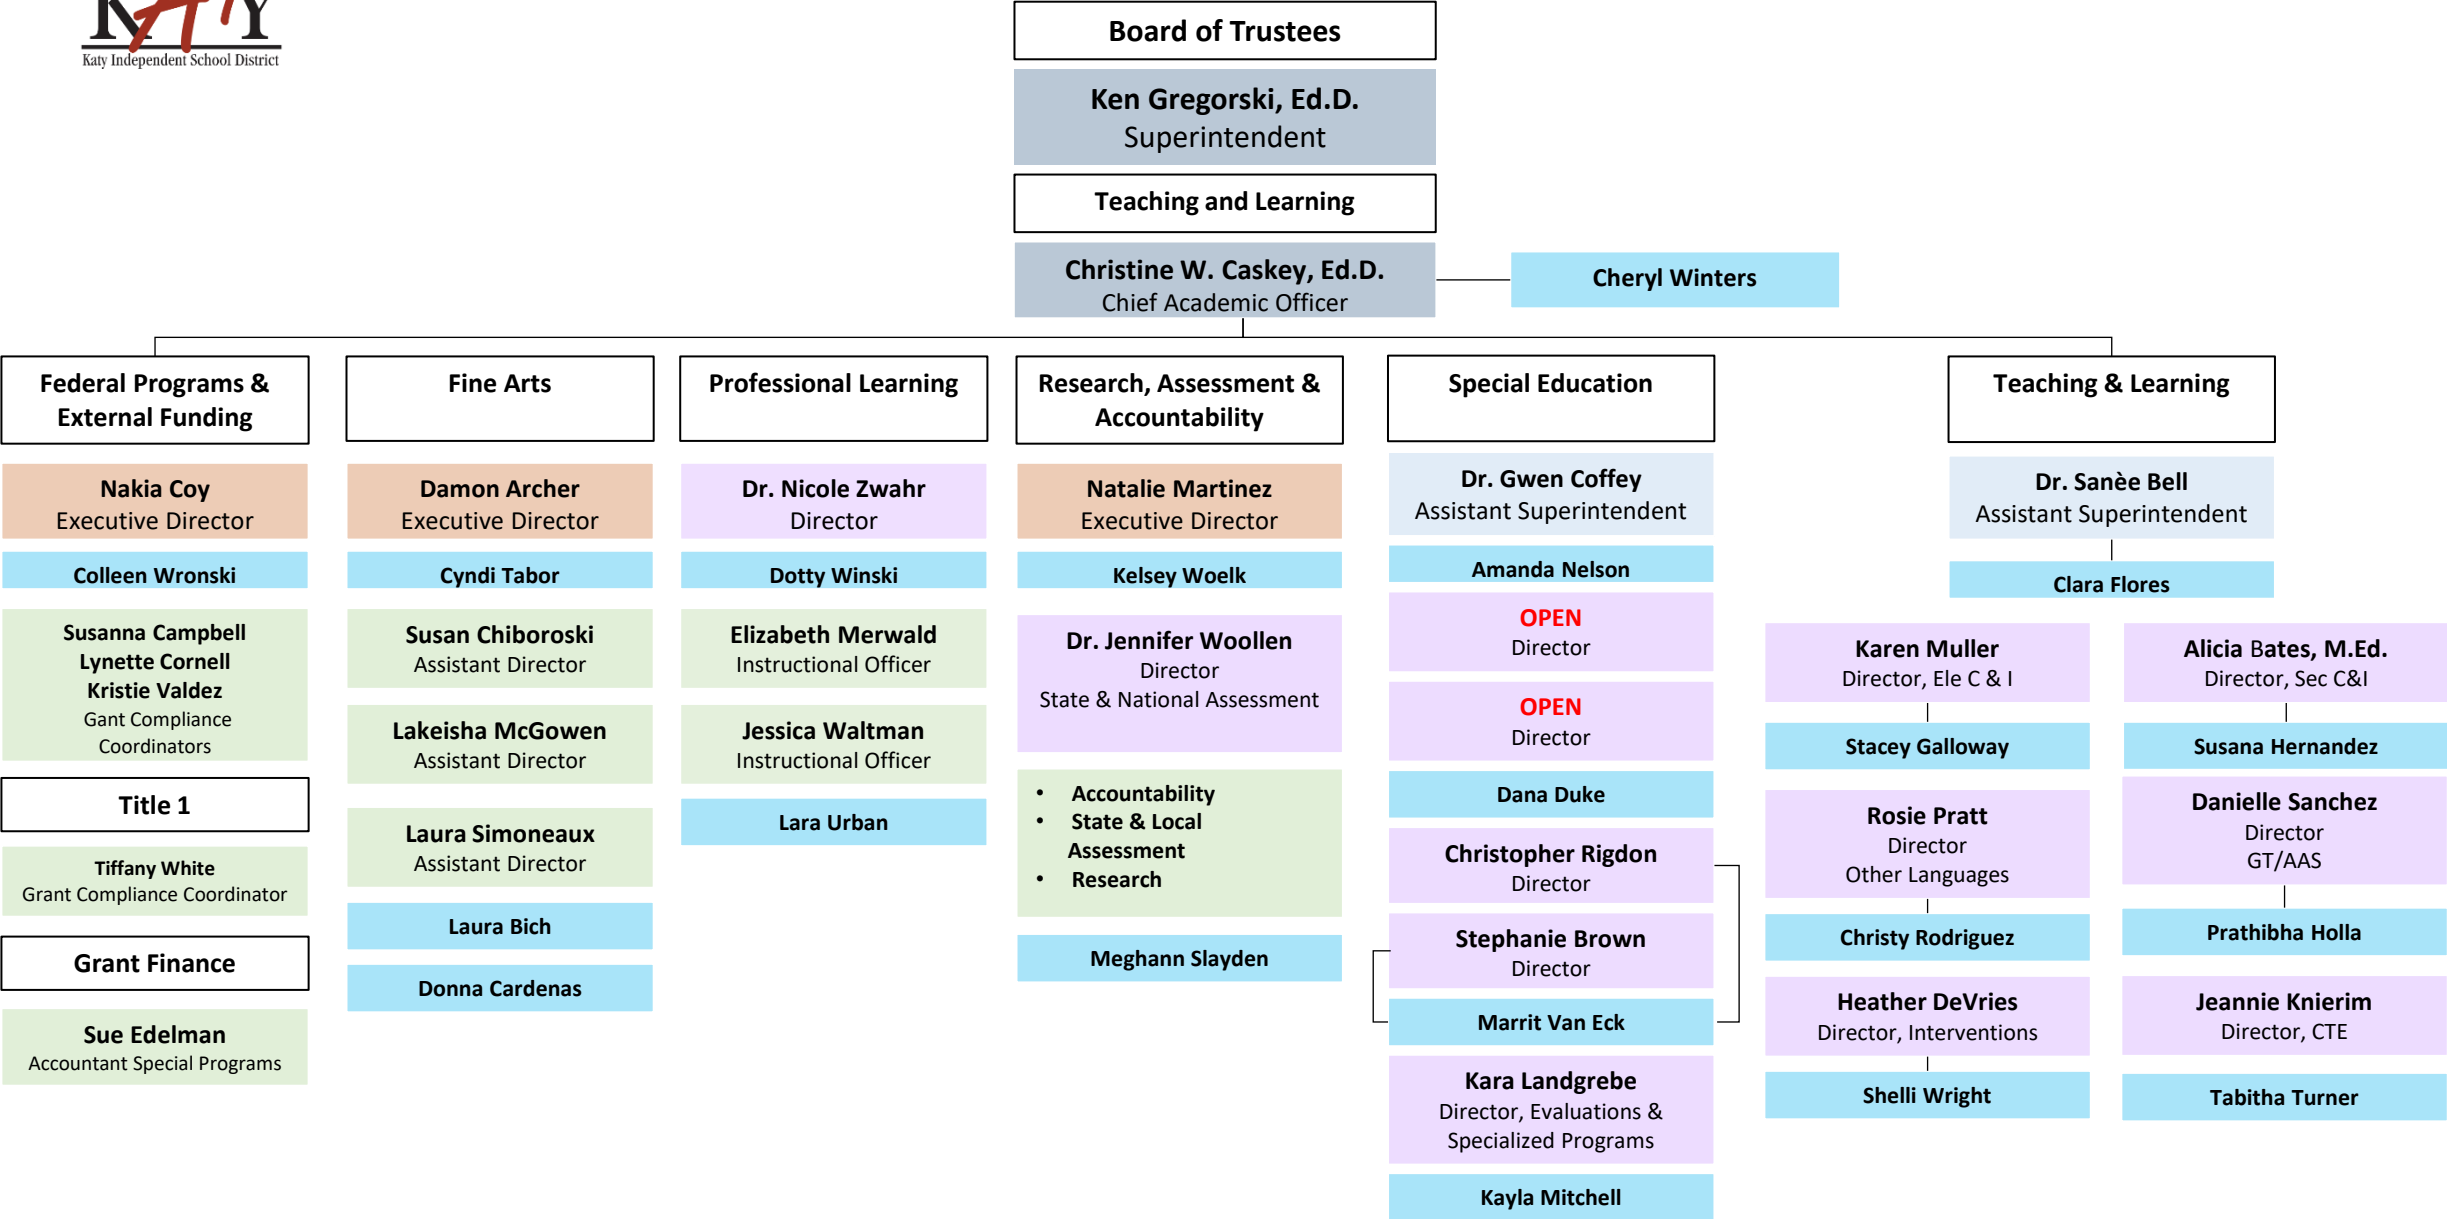 KATY
Katy Independent School District
Board of Trustees
Ken Gregorski, Ed.D.
Superintendent
Teaching and Learning
Christine W. Caskey, Ed.D.
Chief Academic Officer
Cheryl Winters
Federal Programs &
External Funding
Nakia Coy
Executive Director
Colleen Wronski
Susanna Campbell
Lynette Cornell
Kristie Valdez
Gant Compliance
Coordinators
Title 1
Tiffany White
Grant Compliance Coordinator
Grant Finance
Sue Edelman
Accountant Special Programs
Fine Arts
Damon Archer
Executive Director
Cyndi Tabor
Susan Chiboroski
Assistant Director
Lakeisha McGowen
Assistant Director
Laura Simoneaux
Assistant Director
Laura Bich
Donna Cardenas
Professional Learning
Dr. Nicole Zwahr
Director
Dotty Winski
Elizabeth Merwald
Instructional Officer
Jessica Waltman
Instructional Officer
Lara Urban
Research, Assessment &
Accountability
Natalie Martinez
Executive Director
Kelsey Woelk
Dr. Jennifer Woollen
Director
State & National Assessment
• Accountability
• State & Local
Assessment
• Research
Meghann Slayden
Special Education
Dr. Gwen Coffey
Assistant Superintendent
Amanda Nelson
OPEN
Director
OPEN
Director
Dana Duke
Christopher Rigdon
Director
Stephanie Brown
Director
Marrit Van Eck
Kara Landgrebe
Director, Evaluations &
Specialized Programs
Kayla Mitchell
Teaching & Learning
Dr. Sanèe Bell
Assistant Superintendent
Clara Flores
Karen Muller
Director, Ele C & I
Stacey Galloway
Rosie Pratt
Director
Other Languages
Christy Rodriguez
Heather DeVries
Director, Interventions
Shelli Wright
Alicia Bates, M.Ed.
Director, Sec C&I
Susana Hernandez
Danielle Sanchez
Director
GT/AAS
Prathibha Holla
Jeannie Knierim
Director, CTE
Tabitha Turner